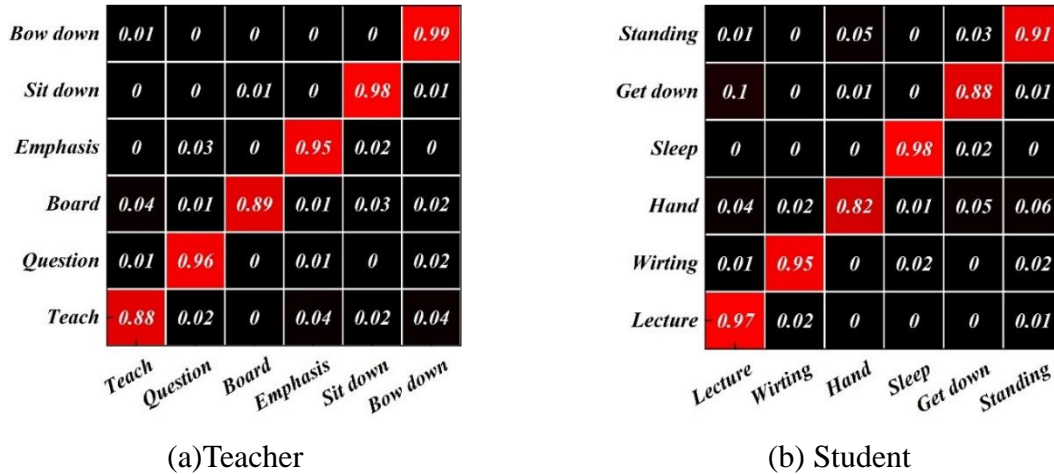 Bow down 0.01 0 0 0 0 0.99
Sit down 0 0 0.01 0 0.98 0.01
Emphasis 0 0.03 0 0.95 0.02 0
Board 0.04 0.01 0.89 0.01 0.03 0.02
Question 0.01 0.96 0 0.01 0 0.02
Teach 0.88 0.02 0 0.04 0.02 0.04
Teach Question Board Emphasis Sit down Bow down
(a)Teacher
Standing 0.01 0 0.05 0 0.03 0.91
Get down 0.1 0 0.01 0 0.88 0.01
Sleep 0 0 0 0.98 0.02 0
Hand 0.04 0.02 0.82 0.01 0.05 0.06
Wirting 0.01 0.95 0 0.02 0 0.02
Lecture 0.97 0.02 0 0 0 0.01
Lecture Wirting Hand Sleep Get down Standing
(b) Student